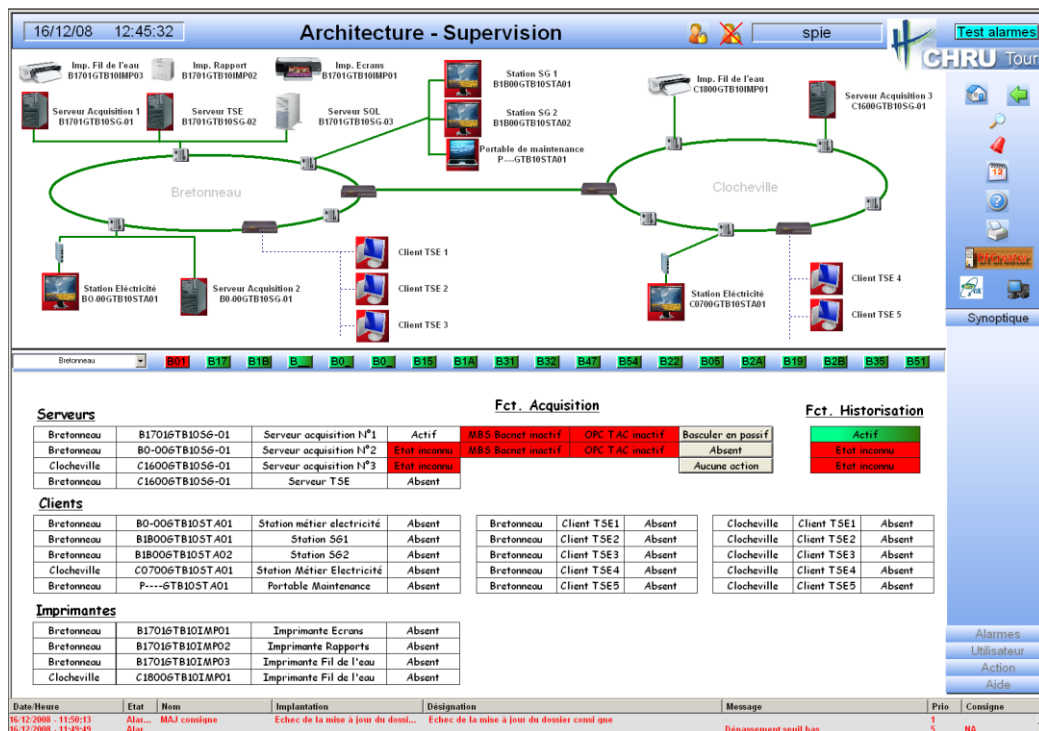 16/12/08 12:45:32 Architecture - Supervision spie Test alarmes
CHRU Tour
Imp. Fil de l'eau
B1701GTB10IMP03
Imp. Rapport
B1701GTB10IMP02
Imp. Ecrans
B1701GTB10IMP01
Serveur Acquisition 1
B1701GTB10SG-01
Serveur TSE
B1701GTB10SG-02
Serveur SQL
B1701GTB10SG-03
Station SG 1
B1B00GTB10STA01
Station SG 2
B1B00GTB10STA02
Portable de maintenance
P----GTB10STA01
Imp. Fil de l'eau
C1800GTB10IMP01
Serveur Acquisition 3
C1600GTB10SG-01
Bretonneau
Clocheville
Station Eléctricité
B0-00GTB10STA01
Serveur Acquisition 2
B0-00GTB10SG-01
Client TSE 1
Client TSE 2
Client TSE 3
Station Eléctricité
C0700GTB10STA01
Client TSE 4
Client TSE 5
12
DFCreator
Synoptique
Bretonneau B01 B17 B1B B__ B0_ B0_ B15 B1A B31 B32 B47 B54 B22 B05 B2A B19 B2B B35 B51
Serveurs Fct. Acquisition Fct. Historisation
Bretonneau B1701GTB10SG-01 Serveur acquisition N°1 Actif MBS Bacnet inactif OPC TAC inactif Basculer en passif Actif
Bretonneau B0-00GTB10SG-01 Serveur acquisition N°2 Etat inconnu MBS Bacnet inactif OPC TAC inactif Absent Etat inconnu
Clocheville C1600GTB10SG-01 Serveur acquisition N°3 Etat inconnu Aucune action Etat inconnu
Bretonneau C1600GTB10SG-01 Serveur TSE Absent
Clients
Bretonneau B0-00GTB10STA01 Station métier electricité Absent Bretonneau Client TSE1 Absent Clocheville Client TSE1 Absent
Bretonneau B1B00GTB10STA01 Station SG1 Absent Bretonneau Client TSE2 Absent Clocheville Client TSE2 Absent
Bretonneau B1B00GTB10STA02 Station SG2 Absent Bretonneau Client TSE3 Absent Clocheville Client TSE3 Absent
Clocheville C0700GTB10STA01 Station Métier Electricité Absent Bretonneau Client TSE4 Absent Clocheville Client TSE4 Absent
Bretonneau P----GTB10STA01 Portable Maintenance Absent Bretonneau Client TSE5 Absent Clocheville Client TSE5 Absent
Imprimantes
Bretonneau B1701GTB10IMP01 Imprimante Ecrans Absent
Bretonneau B1701GTB10IMP02 Imprimante Rapports Absent
Bretonneau B1701GTB10IMP03 Imprimante Fil de l'eau Absent
Clocheville C1800GTB10IMP01 Imprimante Fil de l'eau Absent
Alarmes
Utilisateur
Action
Aide
Date/Heure Etat Nom Implantation Désignation Message Prio Consigne
16/12/2008 - 11:50:13 Alar... MAJ consigne Echec de la mise à jour du dossi... Echec de la mise à jour du dossier consi gne 1
16/12/2008 - 11:49:49 Alar Dépassement seuil bas 5 NA